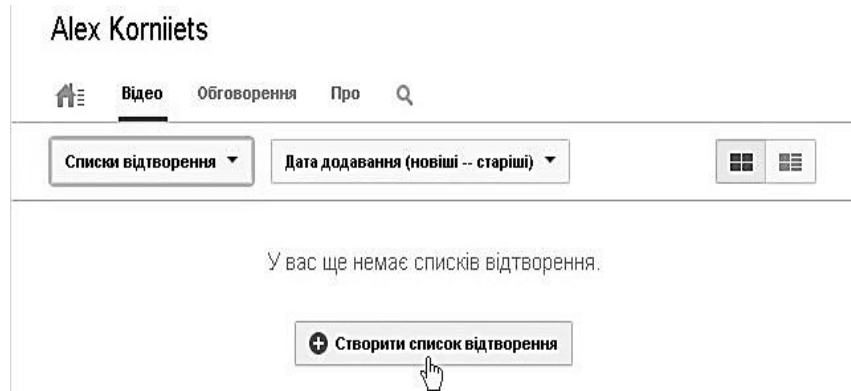 Alex Korniiets
Відео Обговорення Про
Списки відтворення Дата додавання (новіші -- старіші)
У вас ще немає списків відтворення.
Створити список відтворення